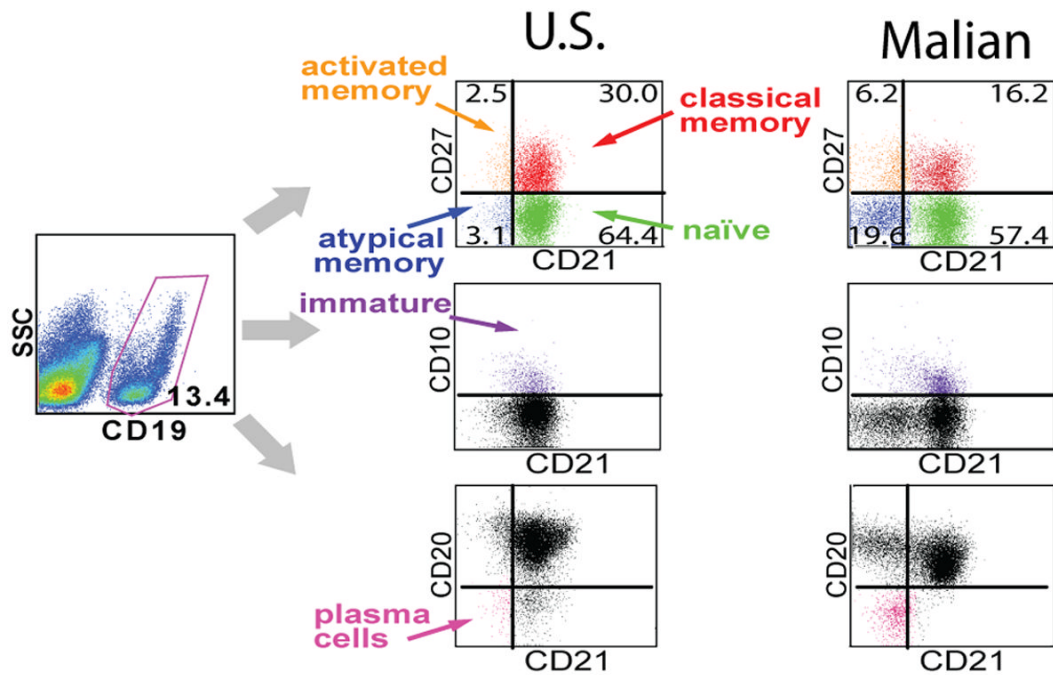 U.S.
Malian
activated
memory
2.5
30.0
classical
memory
6.2
16.2
CD27
CD27
atypical
memory
3.1
64.4
naïve
19.6
57.4
CD21
CD21
immature
SSC
13.4
CD19
CD10
CD10
CD21
CD21
CD20
CD20
plasma
cells
CD21
CD21